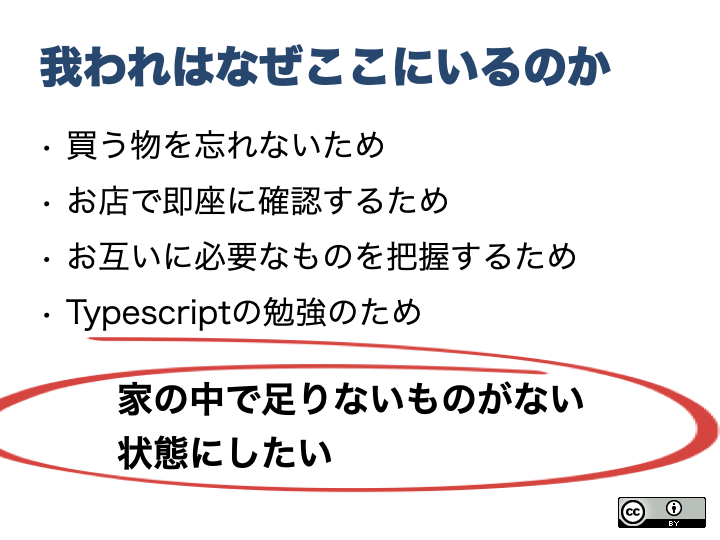 我われはなぜここにいるのか
・買う物を忘れないため
・お店で即座に確認するため
・お互いに必要なものを把握するため
・Typescriptの勉強のため
家の中で足りないものがない
状態にしたい
cc
BY